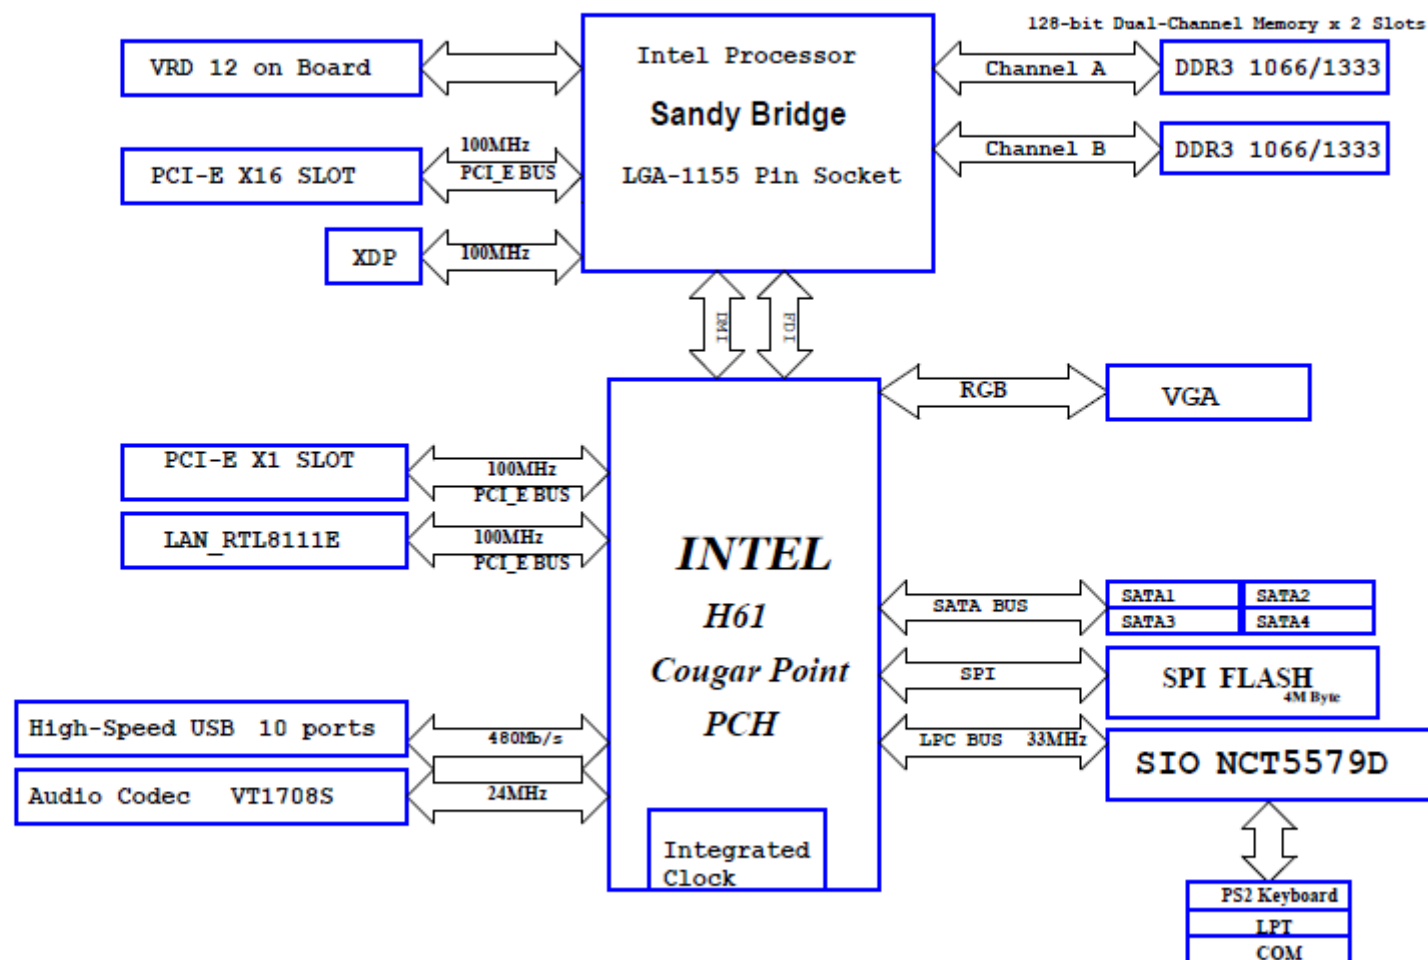 128-bit Dual-Channel Memory x 2 Slots
VRD 12 on Board
Intel Processor
Sandy Bridge
LGA-1155 Pin Socket
Channel A
DDR3 1066/1333
100MHz
PCI_E BUS
PCI-E X16 SLOT
Channel B
DDR3 1066/1333
XDP
100MHz
DMI
FDI
RGB
VGA
PCI-E X1 SLOT
100MHz
PCI_E BUS
LAN_RTL8111E
100MHz
PCI_E BUS
INTEL
H61
Cougar Point
PCH
SATA BUS
SATA1
SATA2
SATA3
SATA4
SPI
SPI FLASH
4M Byte
High-Speed USB 10 ports
480Mb/s
LPC BUS 33MHz
SIO NCT5579D
Audio Codec VT1708S
24MHz
Integrated
Clock
PS2 Keyboard
LPT
COM